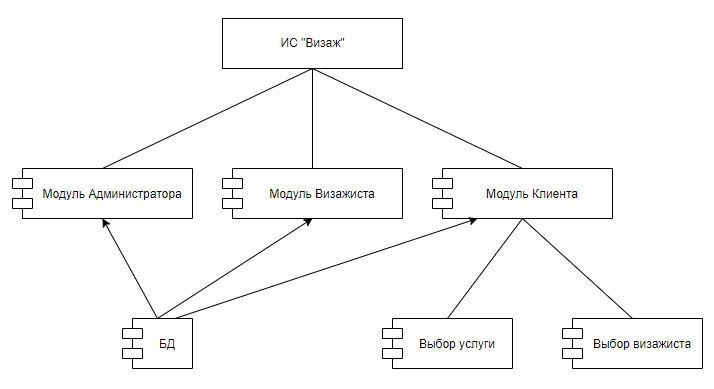 ИС "Визаж"
Модуль Администратора
Модуль Визажиста
Модуль Клиента
БД
Выбор услуги
Выбор визажиста